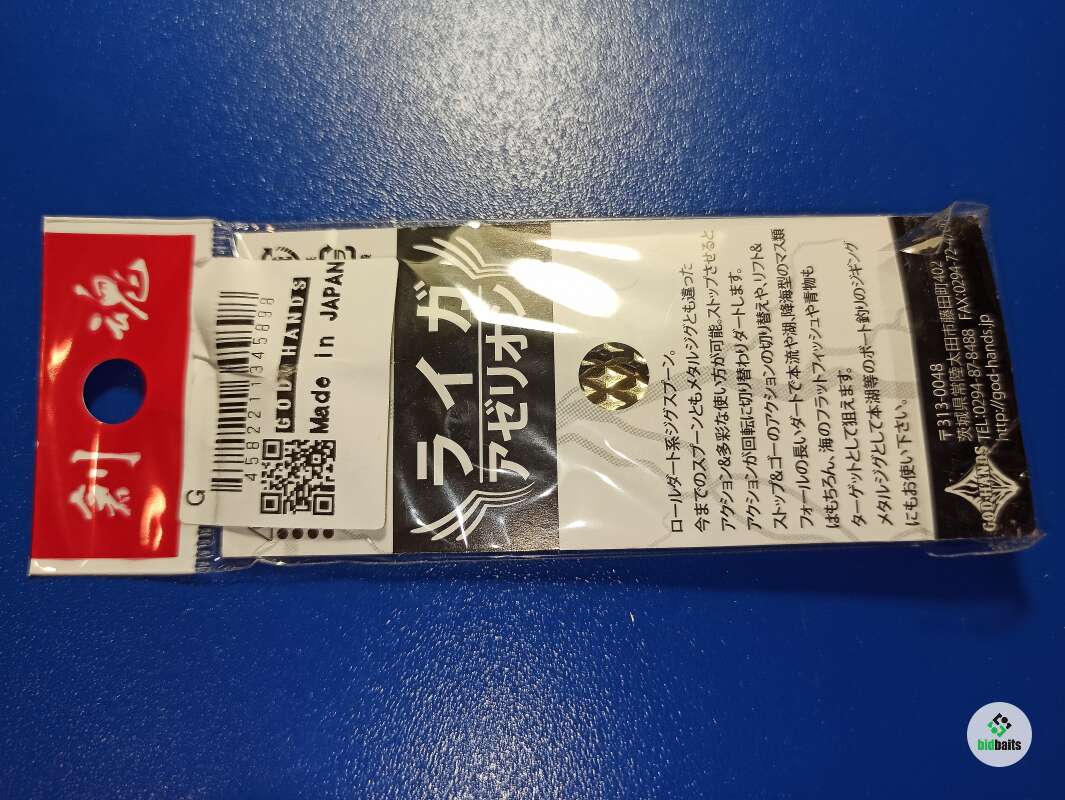 剣魂
G
4582211345898
GOD HANDS
Made in JAPAN
ライガ
アゼリオン
ロールダート系ジグスプーン。
今までのスプーンともメタルジグとも違った
アクション&多彩な使い方が可能。ストップさせると
アクションが回転に切り替わりダートします。
ストップ&ゴーのアクションの切り替えや、リフト&
フォールの長いダートで本流や湖、降海型のマス類
はもちろん、海のフラットフィッシュや青物も
ターゲットとして狙えます。
メタルジグとして本湖等のボート釣りのジギング
にもお使い下さい。
GOD HANDS
〒313-0048
茨城県常陸太田市藤田町402
TEL.0294-87-8488 FAX.0294-72-
http://god-hands.jp
bidbaits